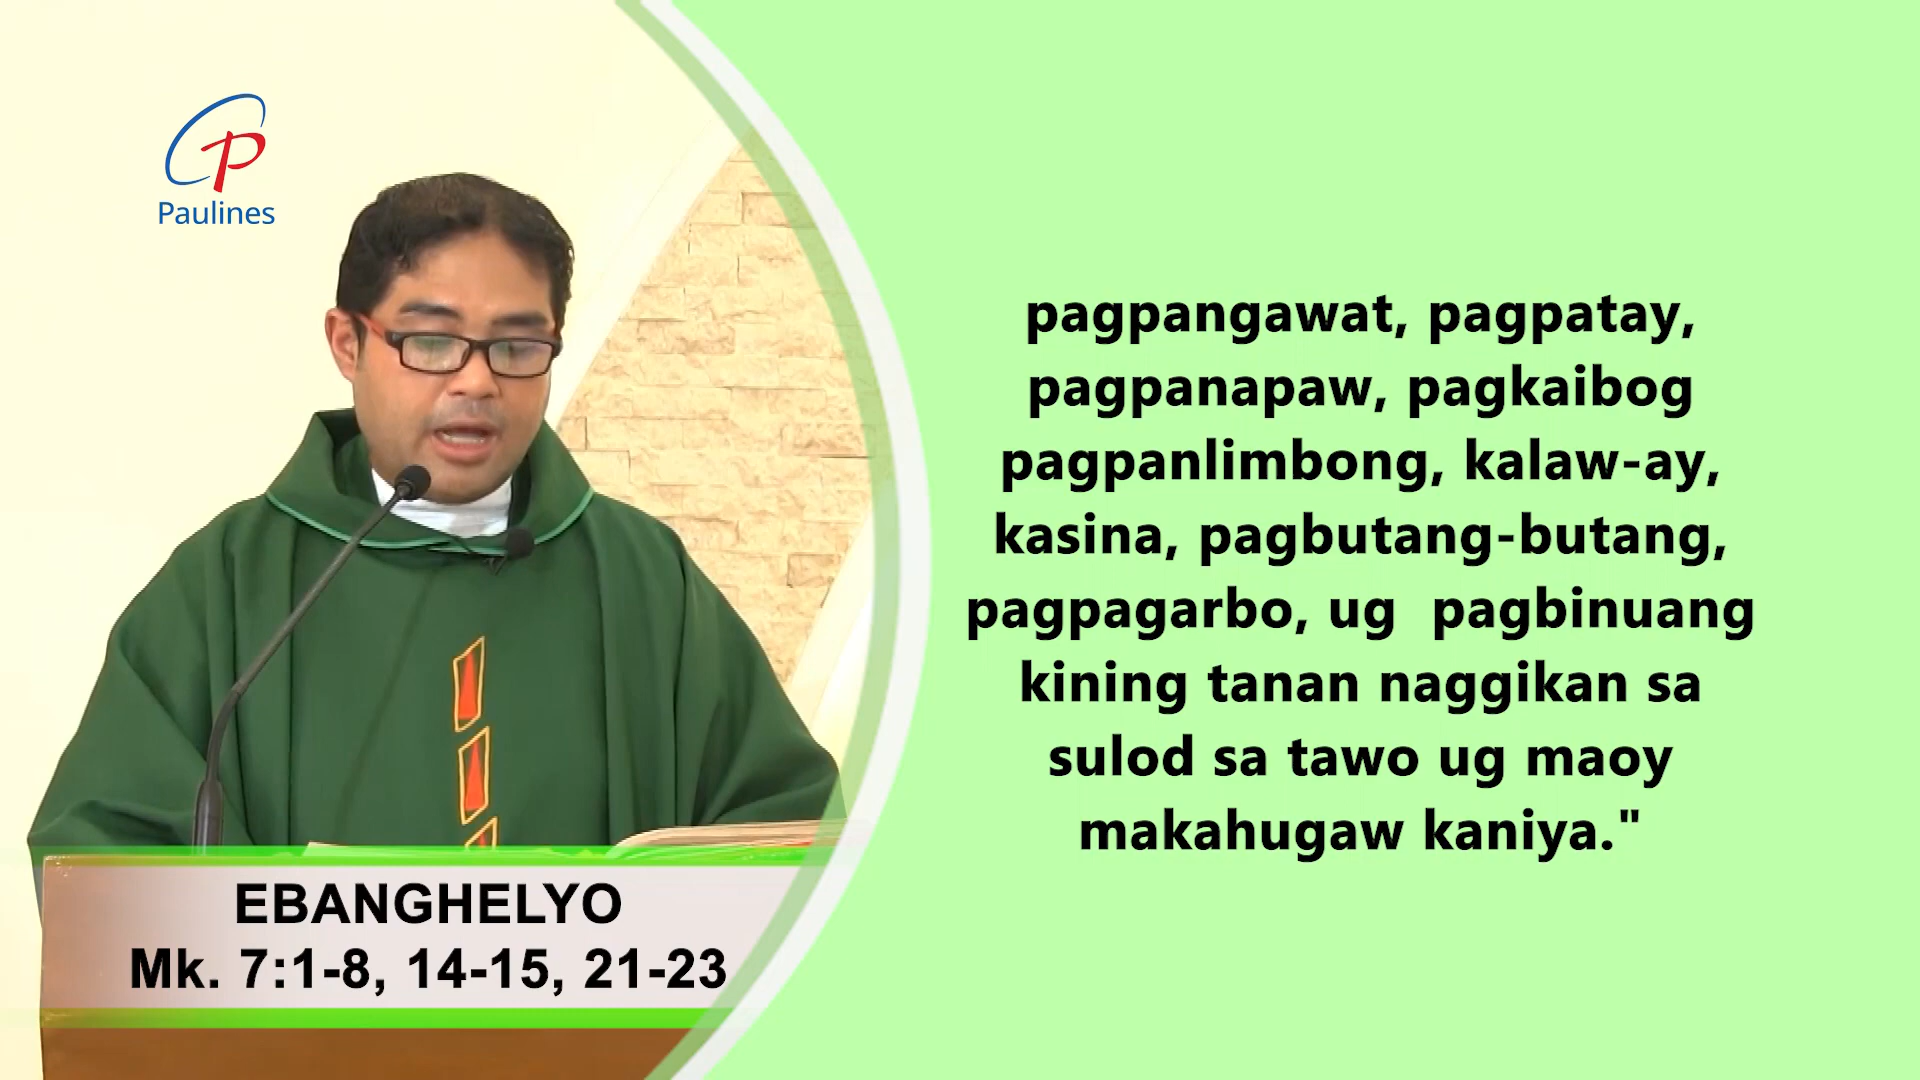 Paulines
pagpangawat, pagpatay,
pagpanapaw, pagkaibog
pagpanlimbong, kalaw-ay,
kasina, pagbutang-butang,
pagpagarbo, ug  pagbinuang
kining tanan naggikan sa
sulod sa tawo ug maoy
makahugaw kaniya."
EBANGHELYO
Mk. 7:1-8, 14-15, 21-23